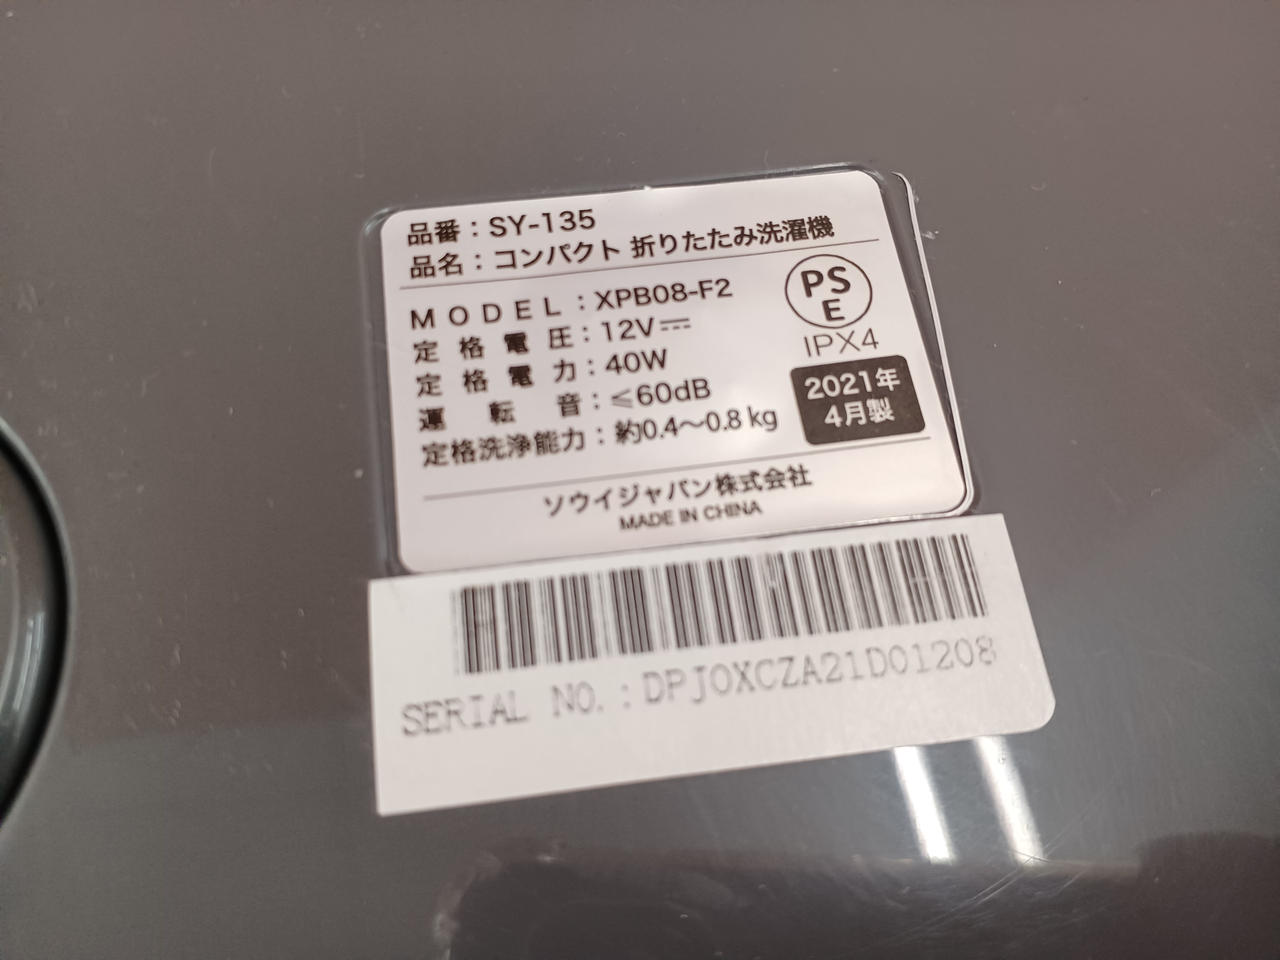 品番：SY-135
品名：コンパクト 折りたたみ洗濯機
MODEL：XPB08-F2
定格電圧：12V⎓
定格電力：40W
運転音：≤60dB
定格洗浄能力：約0.4〜0.8kg
PS
E
IPX4
2021年
4月製
ソウイジャパン株式会社
MADE IN CHINA
SERIAL NO.:DPJOXCZA21D01208